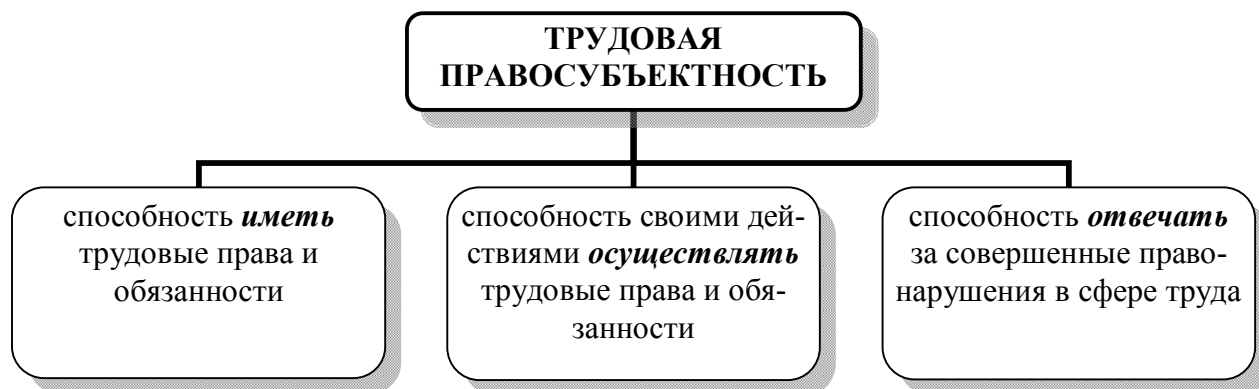 ТРУДОВАЯ
ПРАВОСУБЪЕКТНОСТЬ
способность иметь
трудовые права и
обязанности
способность своими дей-
ствиями осуществлять
трудовые права и обя-
занности
способность отвечать
за совершенные право-
нарушения в сфере труда